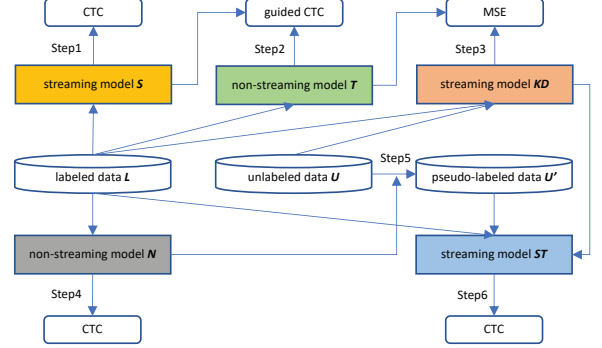 CTC
guided CTC
MSE
Step1
Step2
Step3
streaming model S
non-streaming model T
streaming model KD
Step5
labeled data L
unlabeled data U
pseudo-labeled data U’
non-streaming model N
streaming model ST
Step4
Step6
CTC
CTC